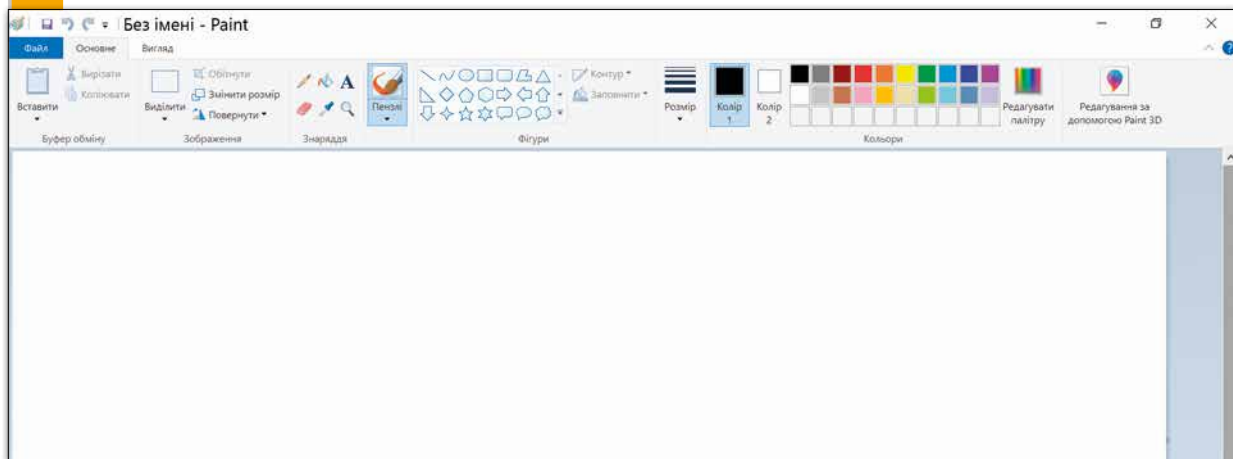 Без імені - Paint
Файл Основне Вигляд
Вставити
Вирізати
Копіювати
Буфер обміну
Виділити
Обітнути
Змінити розмір
Повернути
Зображення
A
Знаряддя
Пензлі
Контур
Заповнити
Фігури
Розмір
Колір 1
Колір 2
Редагувати палітру
Кольори
Редагування за допомогою Paint 3D